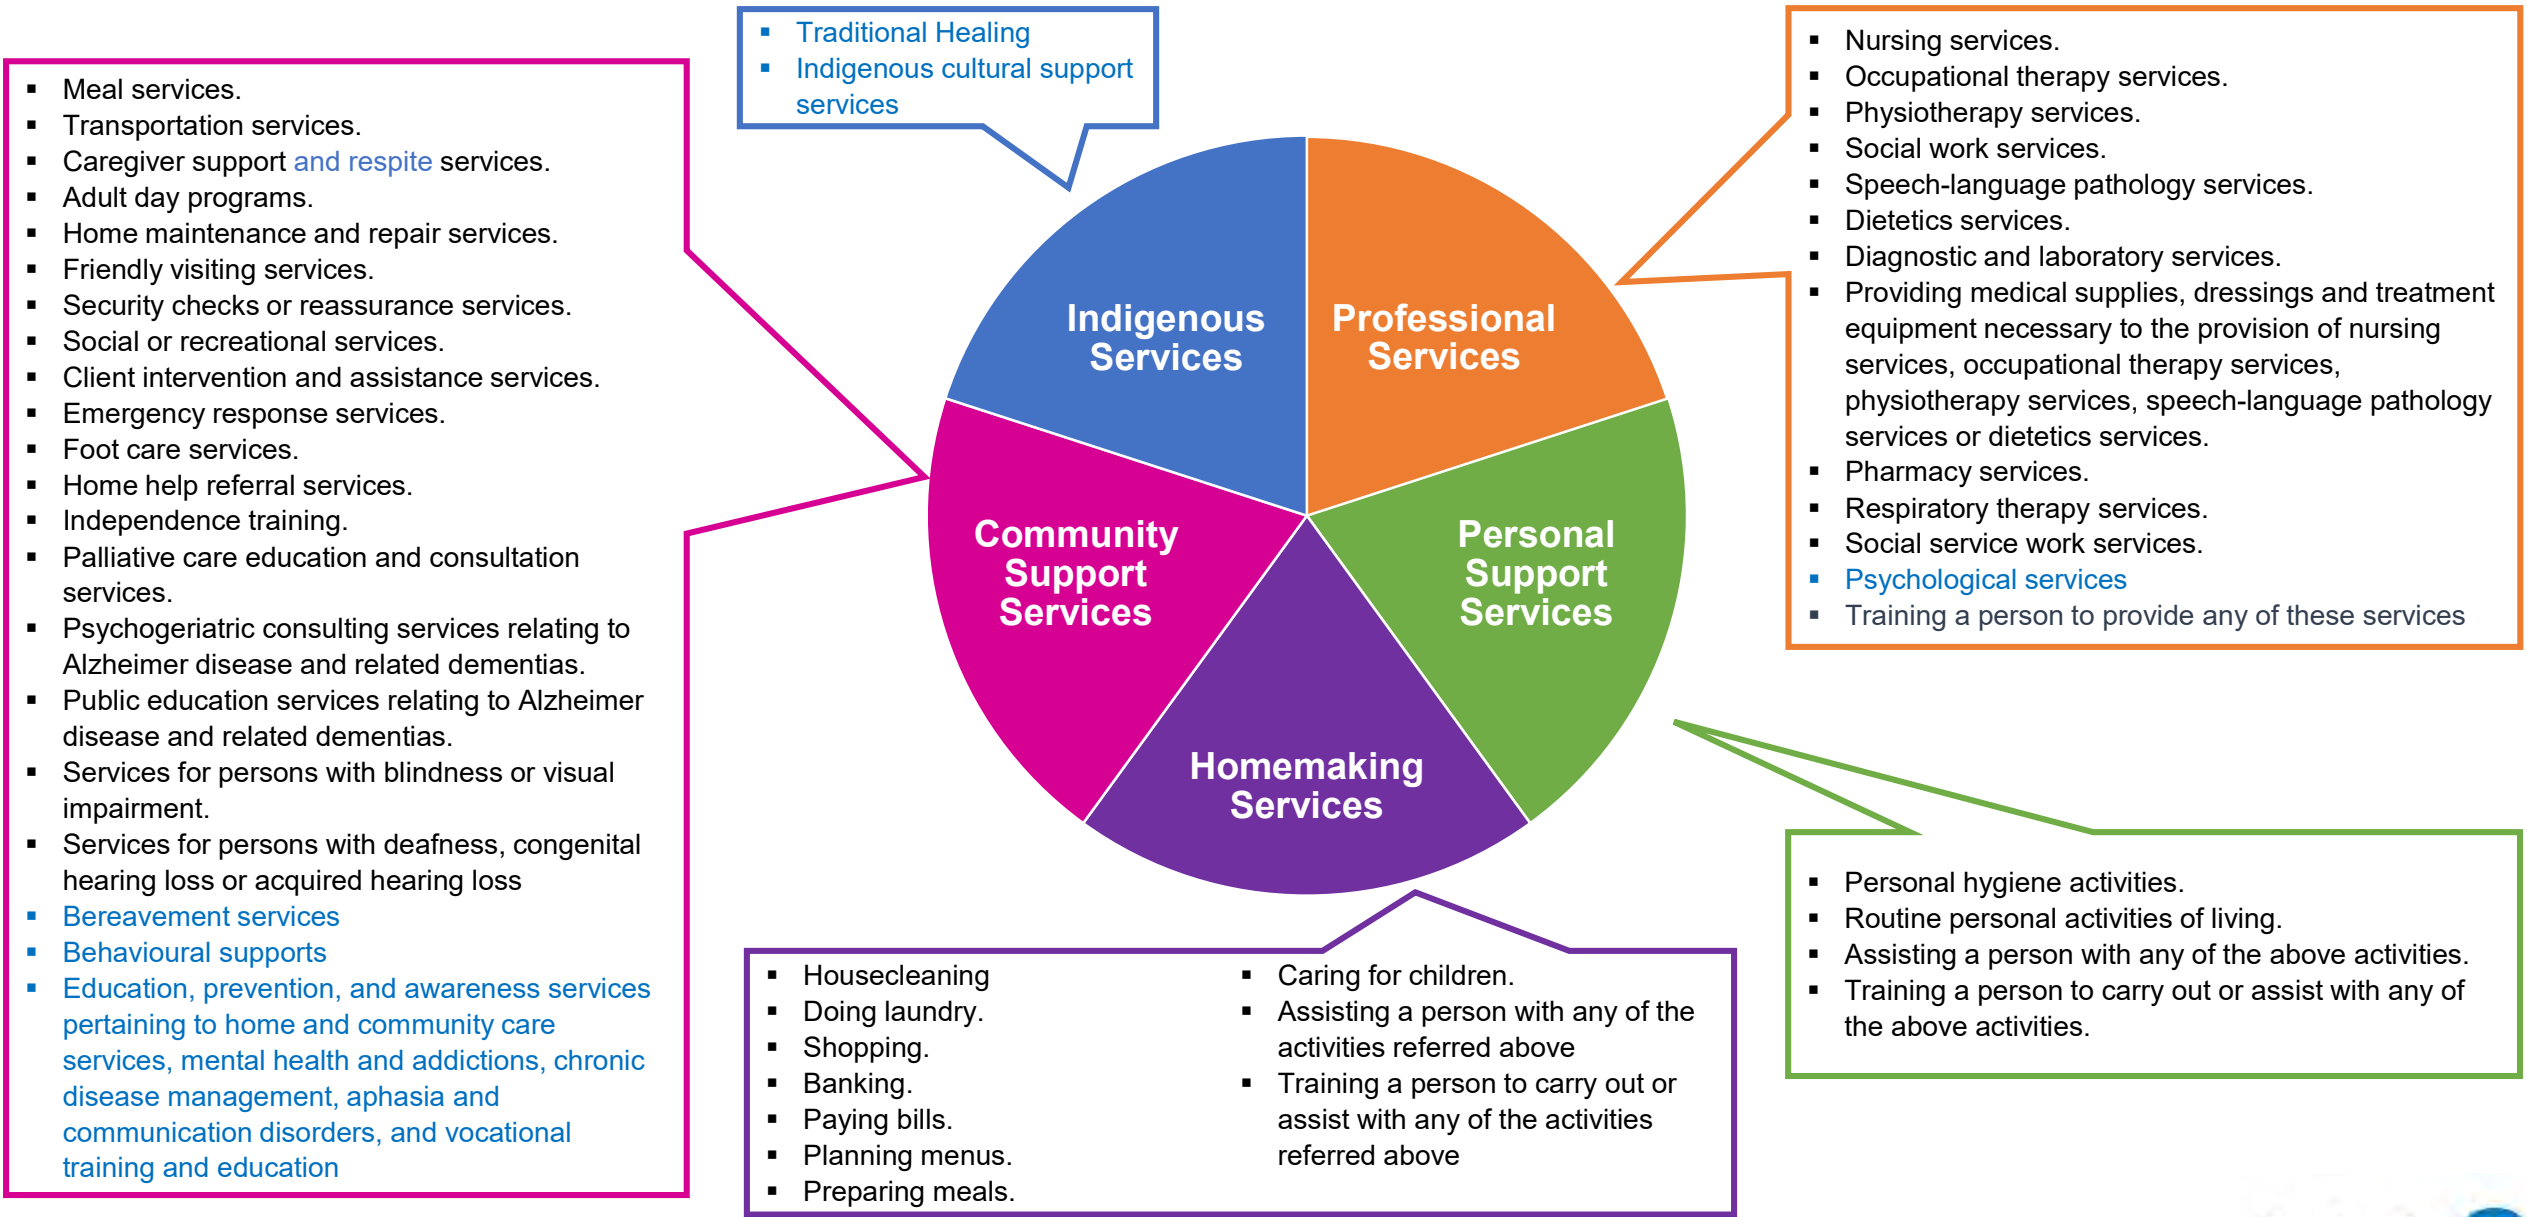 ▪ Traditional Healing
▪ Indigenous cultural support
services
▪ Meal services.
▪ Transportation services.
▪ Caregiver support and respite services.
▪ Adult day programs.
▪ Home maintenance and repair services.
▪ Friendly visiting services.
▪ Security checks or reassurance services.
▪ Social or recreational services.
▪ Client intervention and assistance services.
▪ Emergency response services.
▪ Foot care services.
▪ Home help referral services.
▪ Independence training.
▪ Palliative care education and consultation
services.
▪ Psychogeriatric consulting services relating to
Alzheimer disease and related dementias.
▪ Public education services relating to Alzheimer
disease and related dementias.
▪ Services for persons with blindness or visual
impairment.
▪ Services for persons with deafness, congenital
hearing loss or acquired hearing loss
▪ Bereavement services
▪ Behavioural supports
▪ Education, prevention, and awareness services
pertaining to home and community care
services, mental health and addictions, chronic
disease management, aphasia and
communication disorders, and vocational
training and education
Indigenous
Services
Professional
Services
Community
Support
Services
Personal
Support
Services
Homemaking
Services
▪ Nursing services.
▪ Occupational therapy services.
▪ Physiotherapy services.
▪ Social work services.
▪ Speech-language pathology services.
▪ Dietetics services.
▪ Diagnostic and laboratory services.
▪ Providing medical supplies, dressings and treatment
equipment necessary to the provision of nursing
services, occupational therapy services,
physiotherapy services, speech-language pathology
services or dietetics services.
▪ Pharmacy services.
▪ Respiratory therapy services.
▪ Social service work services.
▪ Psychological services
▪ Training a person to provide any of these services
▪ Personal hygiene activities.
▪ Routine personal activities of living.
▪ Assisting a person with any of the above activities.
▪ Training a person to carry out or assist with any of
the above activities.
▪ Housecleaning
▪ Doing laundry.
▪ Shopping.
▪ Banking.
▪ Paying bills.
▪ Planning menus.
▪ Preparing meals.
▪ Caring for children.
▪ Assisting a person with any of the
activities referred above
▪ Training a person to carry out or
assist with any of the activities
referred above